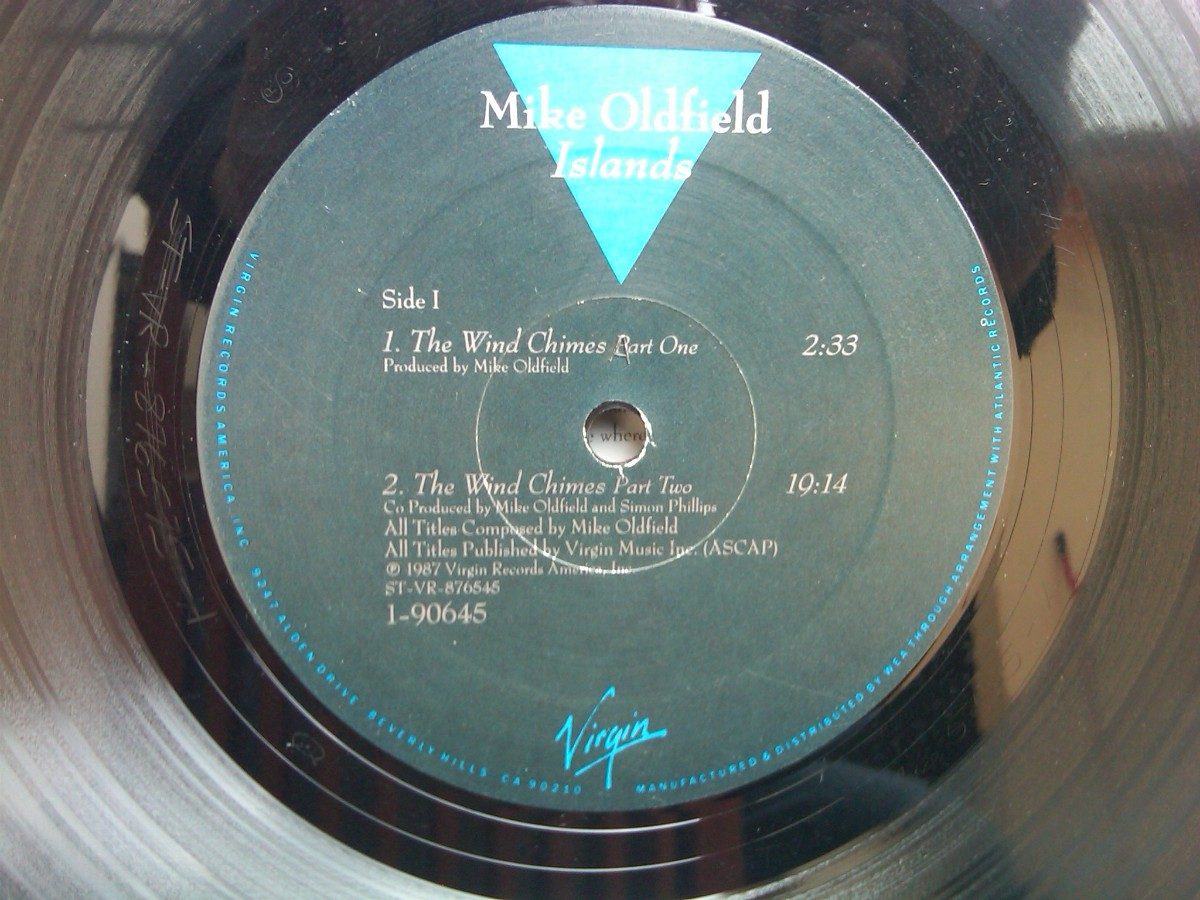 Mike Oldfield
Islands
Side I
1. The Wind Chimes Part One 2:33
Produced by Mike Oldfield
A
where
2. The Wind Chimes Part Two 19:14
Co Produced by Mike Oldfield and Simon Phillips
All Titles Composed by Mike Oldfield
All Titles Published by Virgin Music Inc. (ASCAP)
℗ 1987 Virgin Records America, Inc.
ST-VR-876545
1-90645
Virgin
VIRGIN RECORDS AMERICA, INC 9247 ALDEN DRIVE BEVERLY HILLS CA 90210
MANUFACTURED & DISTRIBUTED BY WEA THROUGH ARRANGEMENT WITH ATLANTIC RECORDS